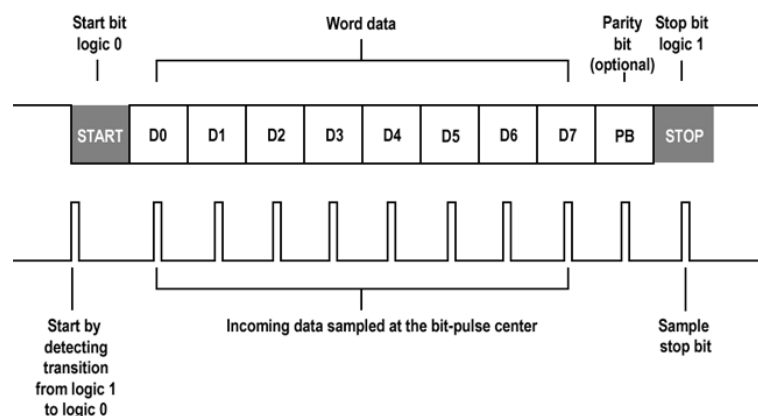 Start bit
logic 0
Word data
Parity
bit
(optional)
Stop bit
logic 1
START D0 D1 D2 D3 D4 D5 D6 D7 PB STOP
Start by
detecting
transition
from logic 1
to logic 0
Incoming data sampled at the bit-pulse center
Sample
stop bit